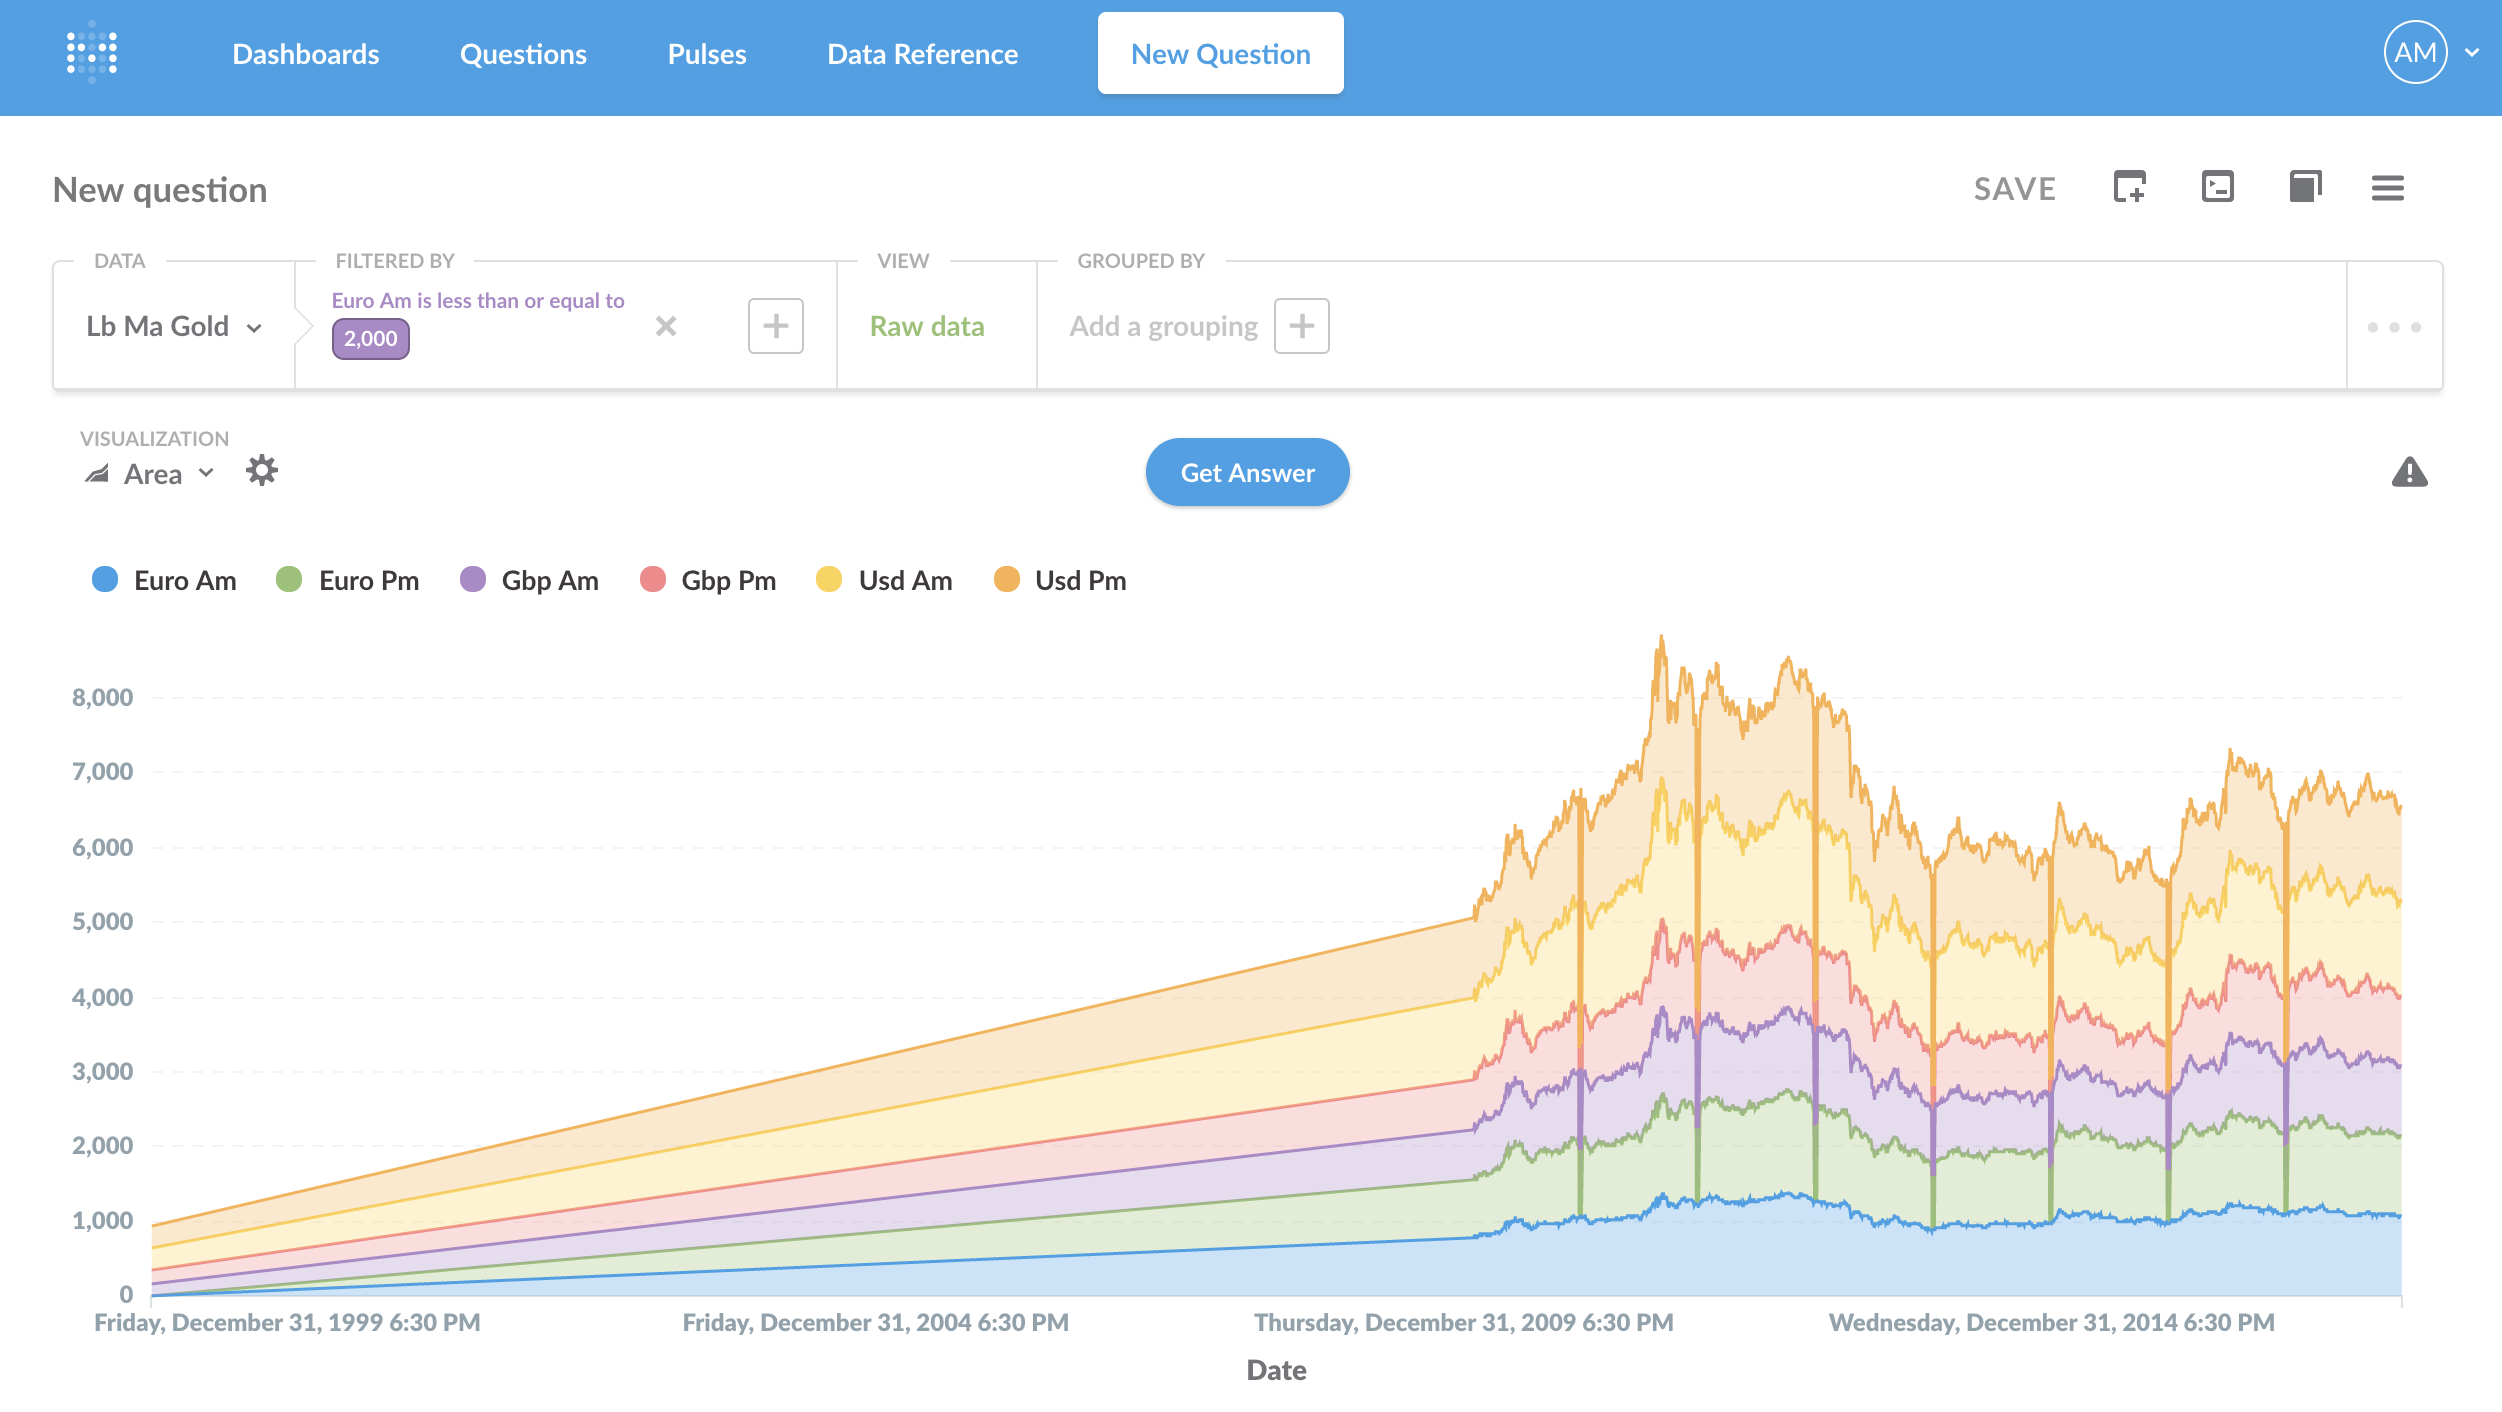 Dashboards Questions Pulses Data Reference New Question AM
New question SAVE
DATA FILTERED BY VIEW GROUPED BY
Lb Ma Gold Euro Am is less than or equal to Raw data Add a grouping
2,000
VISUALIZATION
Area Get Answer
Euro Am Euro Pm Gbp Am Gbp Pm Usd Am Usd Pm
8,000
7,000
6,000
5,000
4,000
3,000
2,000
1,000
0
Friday, December 31, 1999 6:30 PM Friday, December 31, 2004 6:30 PM Thursday, December 31, 2009 6:30 PM Wednesday, December 31, 2014 6:30 PM
Date